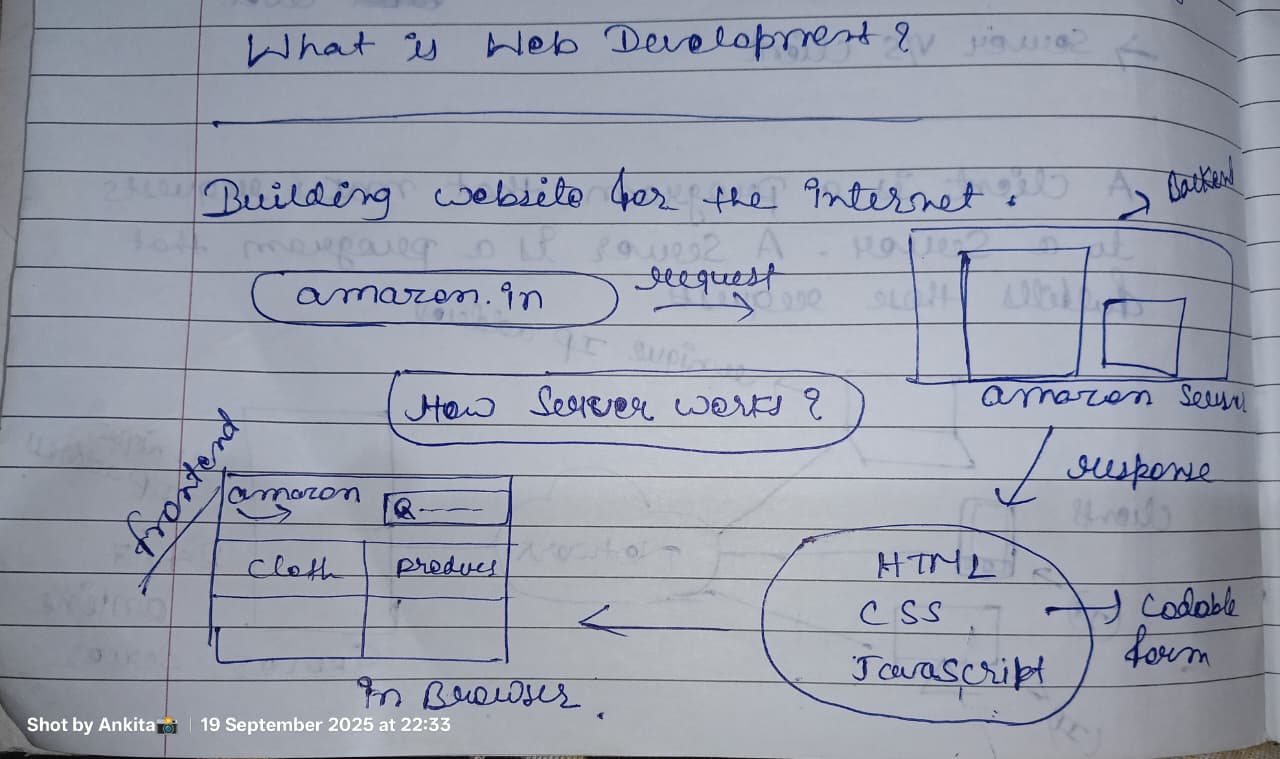 What is Web Development?
Building website for the internet.
Backend
amazon.in
request
amazon Server
How Server works?
response
frontend
amazon
Q
cloth
produes
HTML
CSS
Javascript
codable
form
in Browser.
Shot by Ankita📸 | 19 September 2025 at 22:33